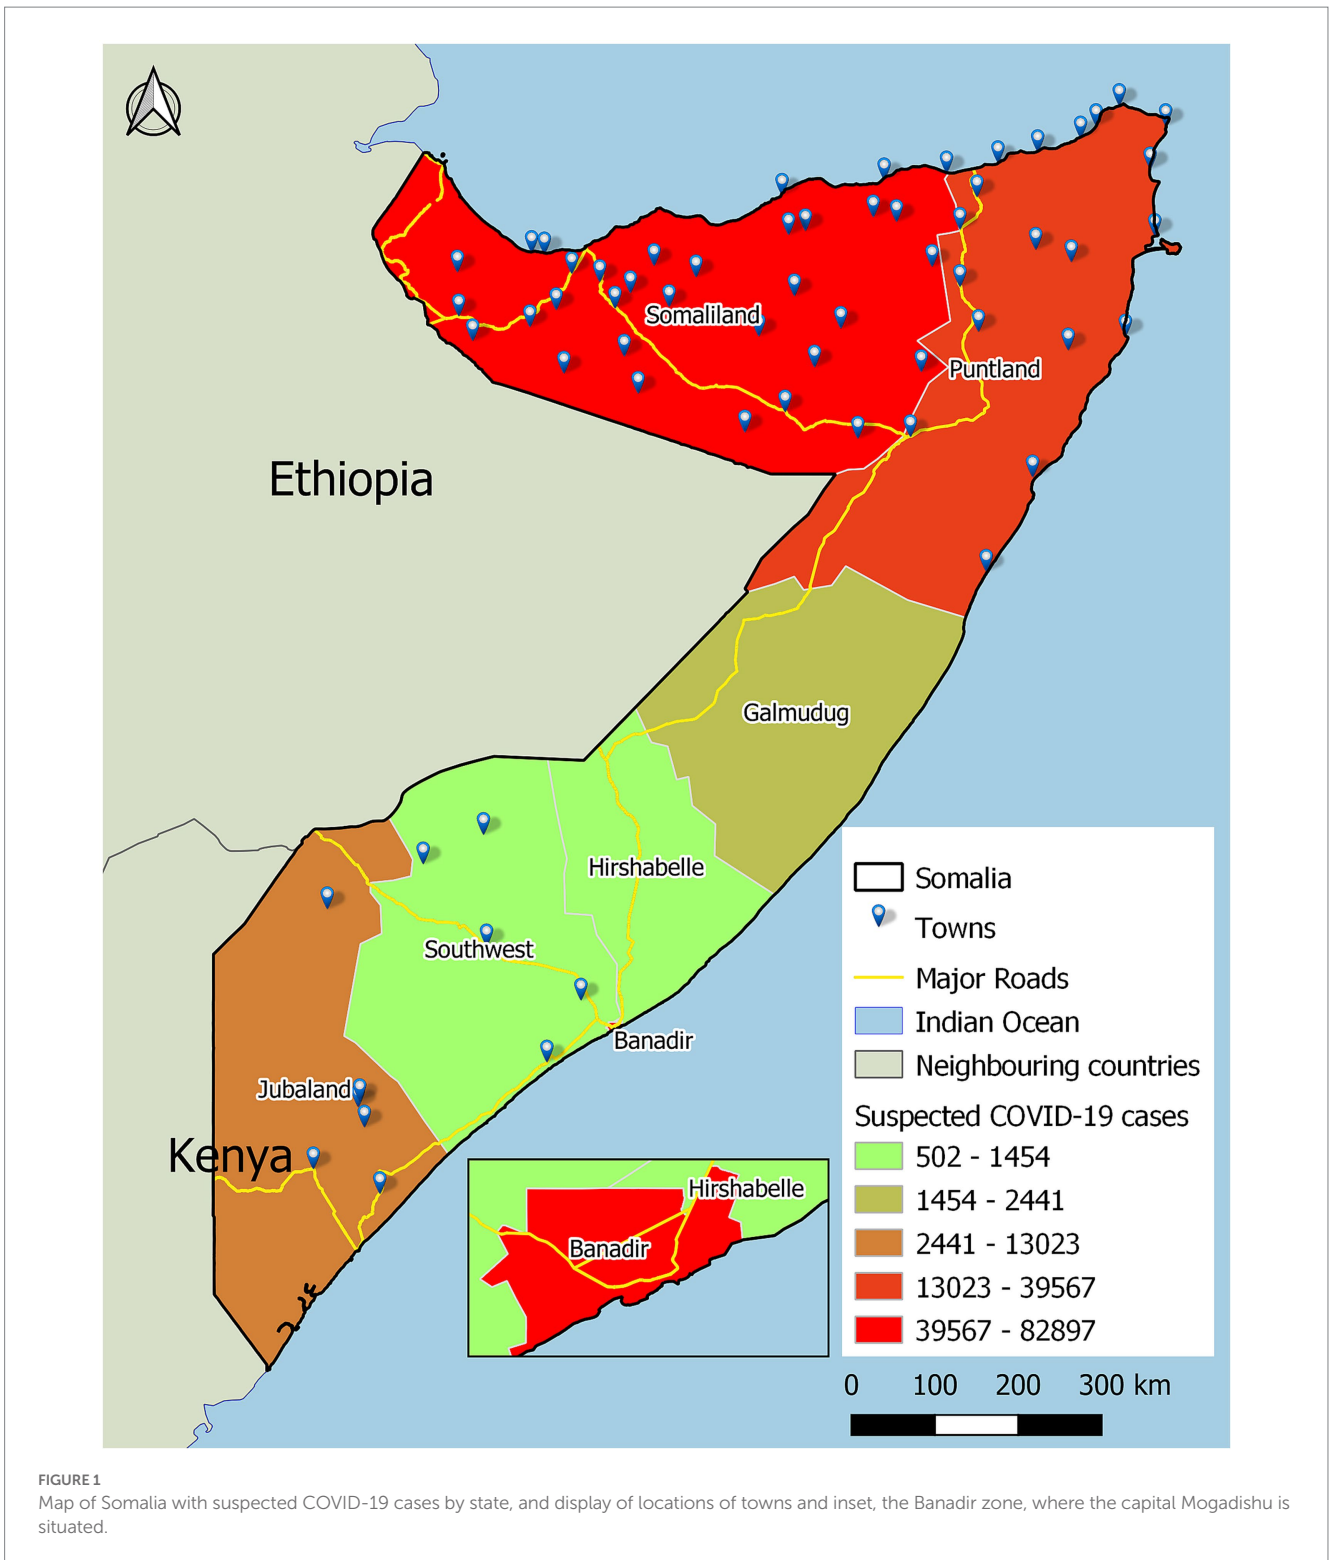 Somaliland
Puntland
Ethiopia
Galmudug
Hirshabelle
Southwest
Banadir
Jubaland
Kenya
Hirshabelle
Banadir
Somalia
Towns
Major Roads
Indian Ocean
Neighbouring countries
Suspected COVID-19 cases
502 - 1454
1454 - 2441
2441 - 13023
13023 - 39567
39567 - 82897
0 100 200 300 km
FIGURE 1
Map of Somalia with suspected COVID-19 cases by state, and display of locations of towns and inset, the Banadir zone, where the capital Mogadishu is
situated.